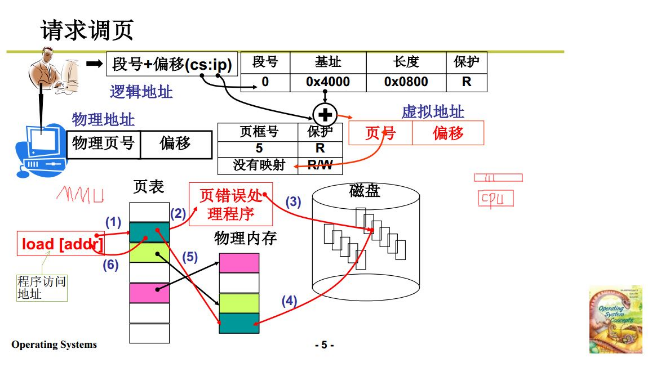 请求调页
段号+偏移(cs:ip)
段号 基址 长度 保护
0 0x4000 0x0800 R
逻辑地址
物理地址
虚拟地址
物理页号 偏移
页框号 保护
5 R
没有映射 R/W
页号 偏移
MMU
CPU
页表
页错误处
理程序
磁盘
(1)
(2)
(3)
load [addr]
物理内存
(5)
(6)
程序访问
地址
(4)
Operating Systems
- 5 -
Operating
System
Concepts